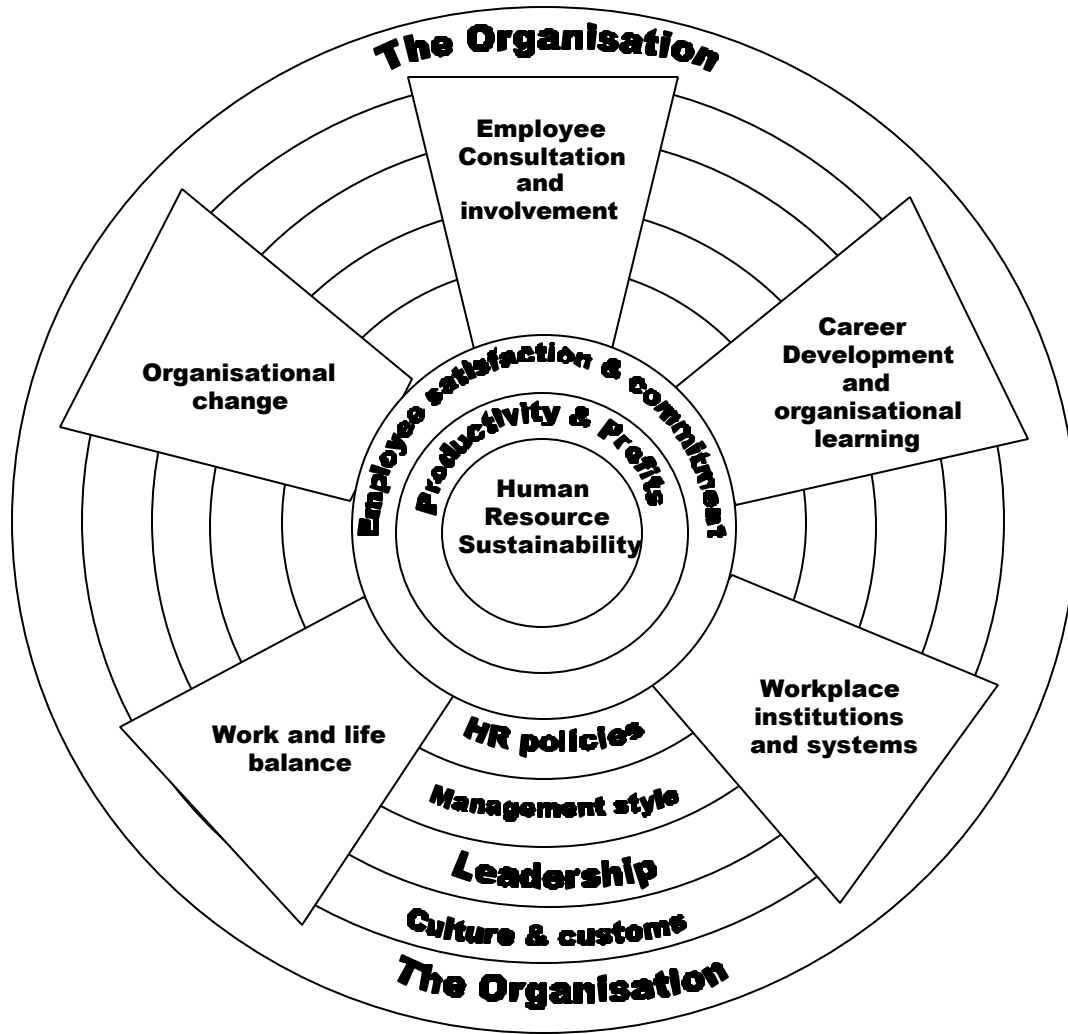 The Organisation
Employee
Consultation
and
involvement
Career
Development
and
organisational
learning
Organisational
change
Employee satisfaction & commitment
Productivity & Profits
Human
Resource
Sustainability
Work and life
balance
Workplace
institutions
and systems
HR policies
Management style
Leadership
Culture & customs
The Organisation